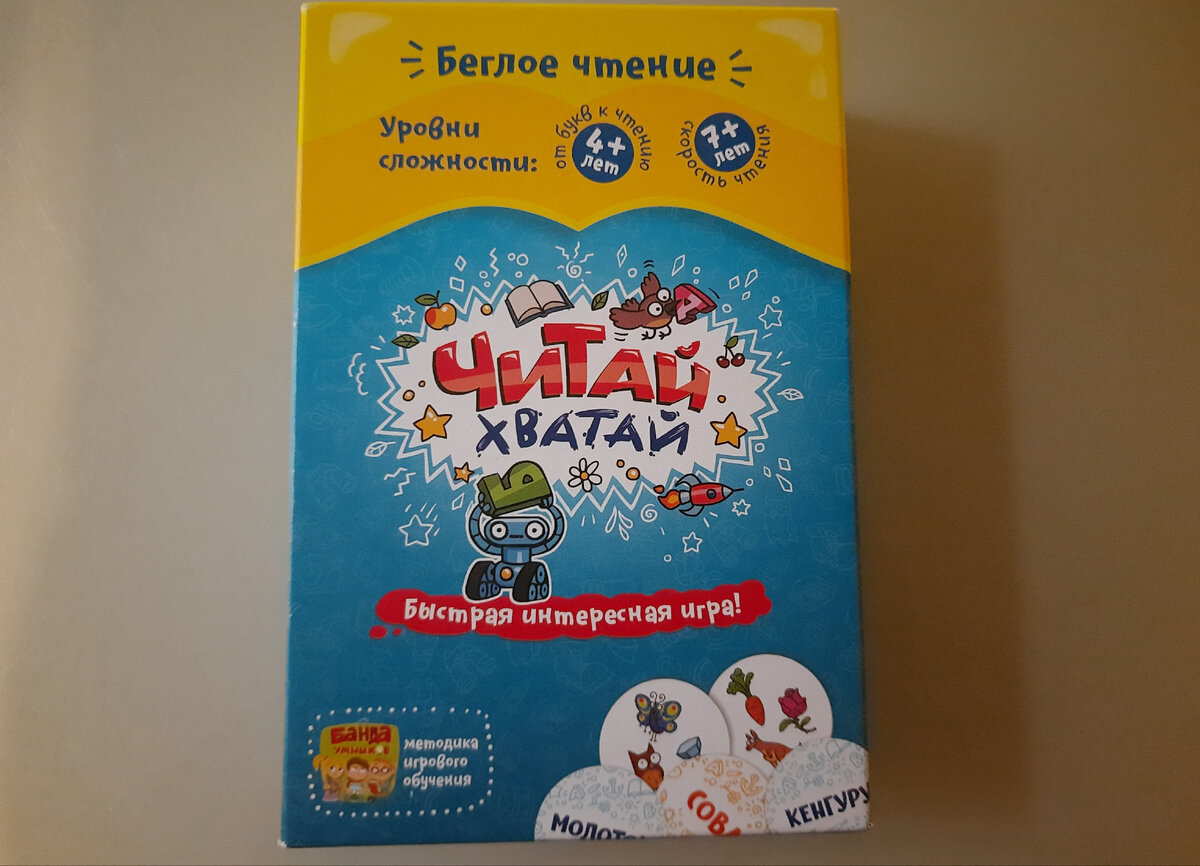 Беглое чтение
Уровни
сложности:
от букв к чтению
4+
лет
7+
лет
скорость чтения
А
Читай
хватай
Ъ
Быстрая интересная игра!
Банда
умников
методика
игрового
обучения
СОВА
КЕНГУРУ